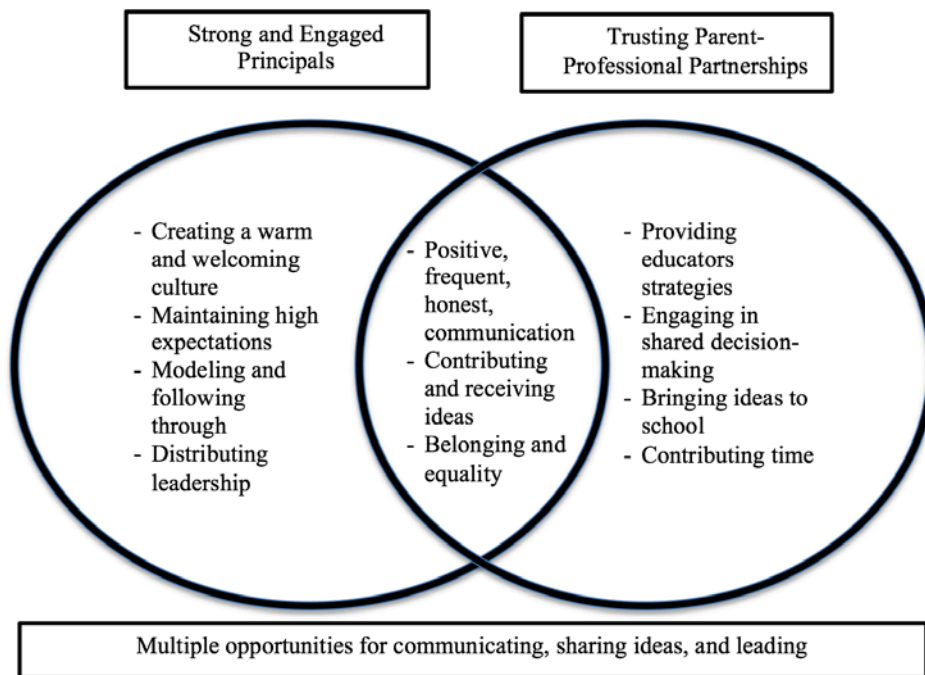 Strong and Engaged
Principals
Trusting Parent-
Professional Partnerships
- Creating a warm
and welcoming
culture
- Maintaining high
expectations
- Modeling and
following
through
- Distributing
leadership
- Positive,
frequent,
honest,
communication
- Contributing
and receiving
ideas
- Belonging and
equality
- Providing
educators
strategies
- Engaging in
shared decision-
making
- Bringing ideas to
school
- Contributing time
Multiple opportunities for communicating, sharing ideas, and leading